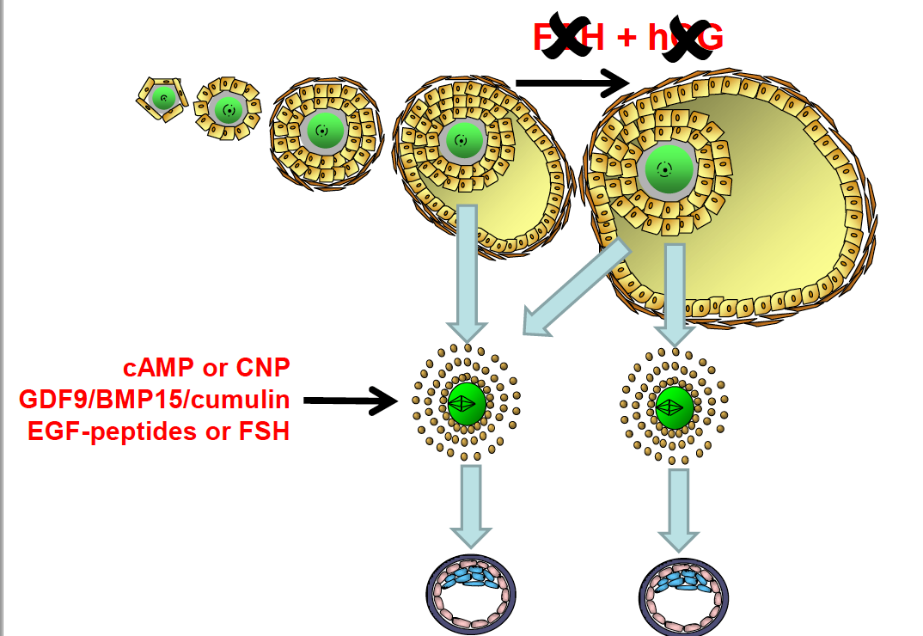 FSH + hCG
cAMP or CNP
GDF9/BMP15/cumulin
EGF-peptides or FSH